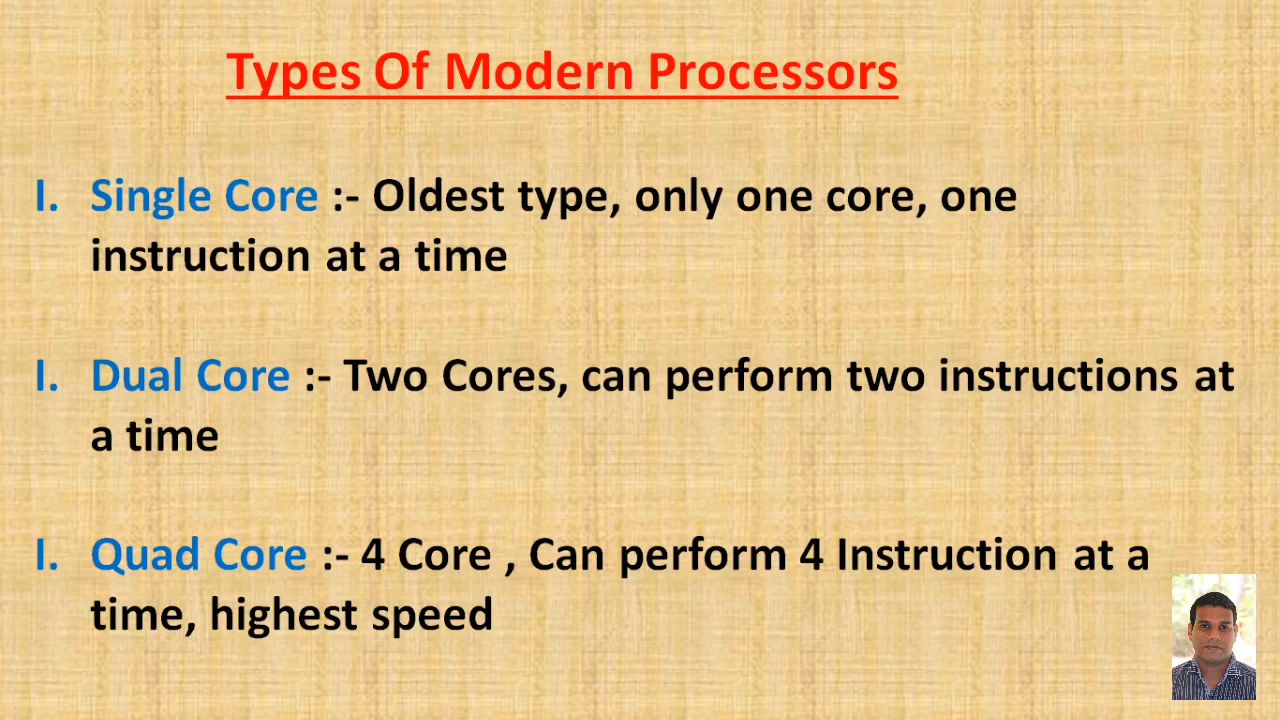 Types Of Modern Processors
I. Single Core :- Oldest type, only one core, one
instruction at a time
I. Dual Core :- Two Cores, can perform two instructions at
a time
I. Quad Core :- 4 Core , Can perform 4 Instruction at a
time, highest speed